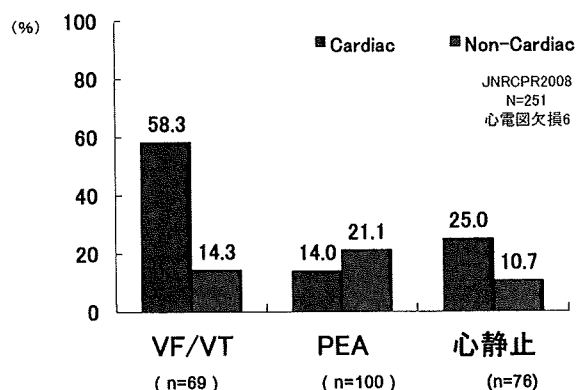 (%)
100
80
60
40
20
0
■Cardiac ■Non-Cardiac
JNRCPR2008
N=251
心電図欠損6
58.3
14.3
14.0
21.1
25.0
10.7
VF/VT PEA 心静止
( n=69 ) ( n=100 ) (n=76)